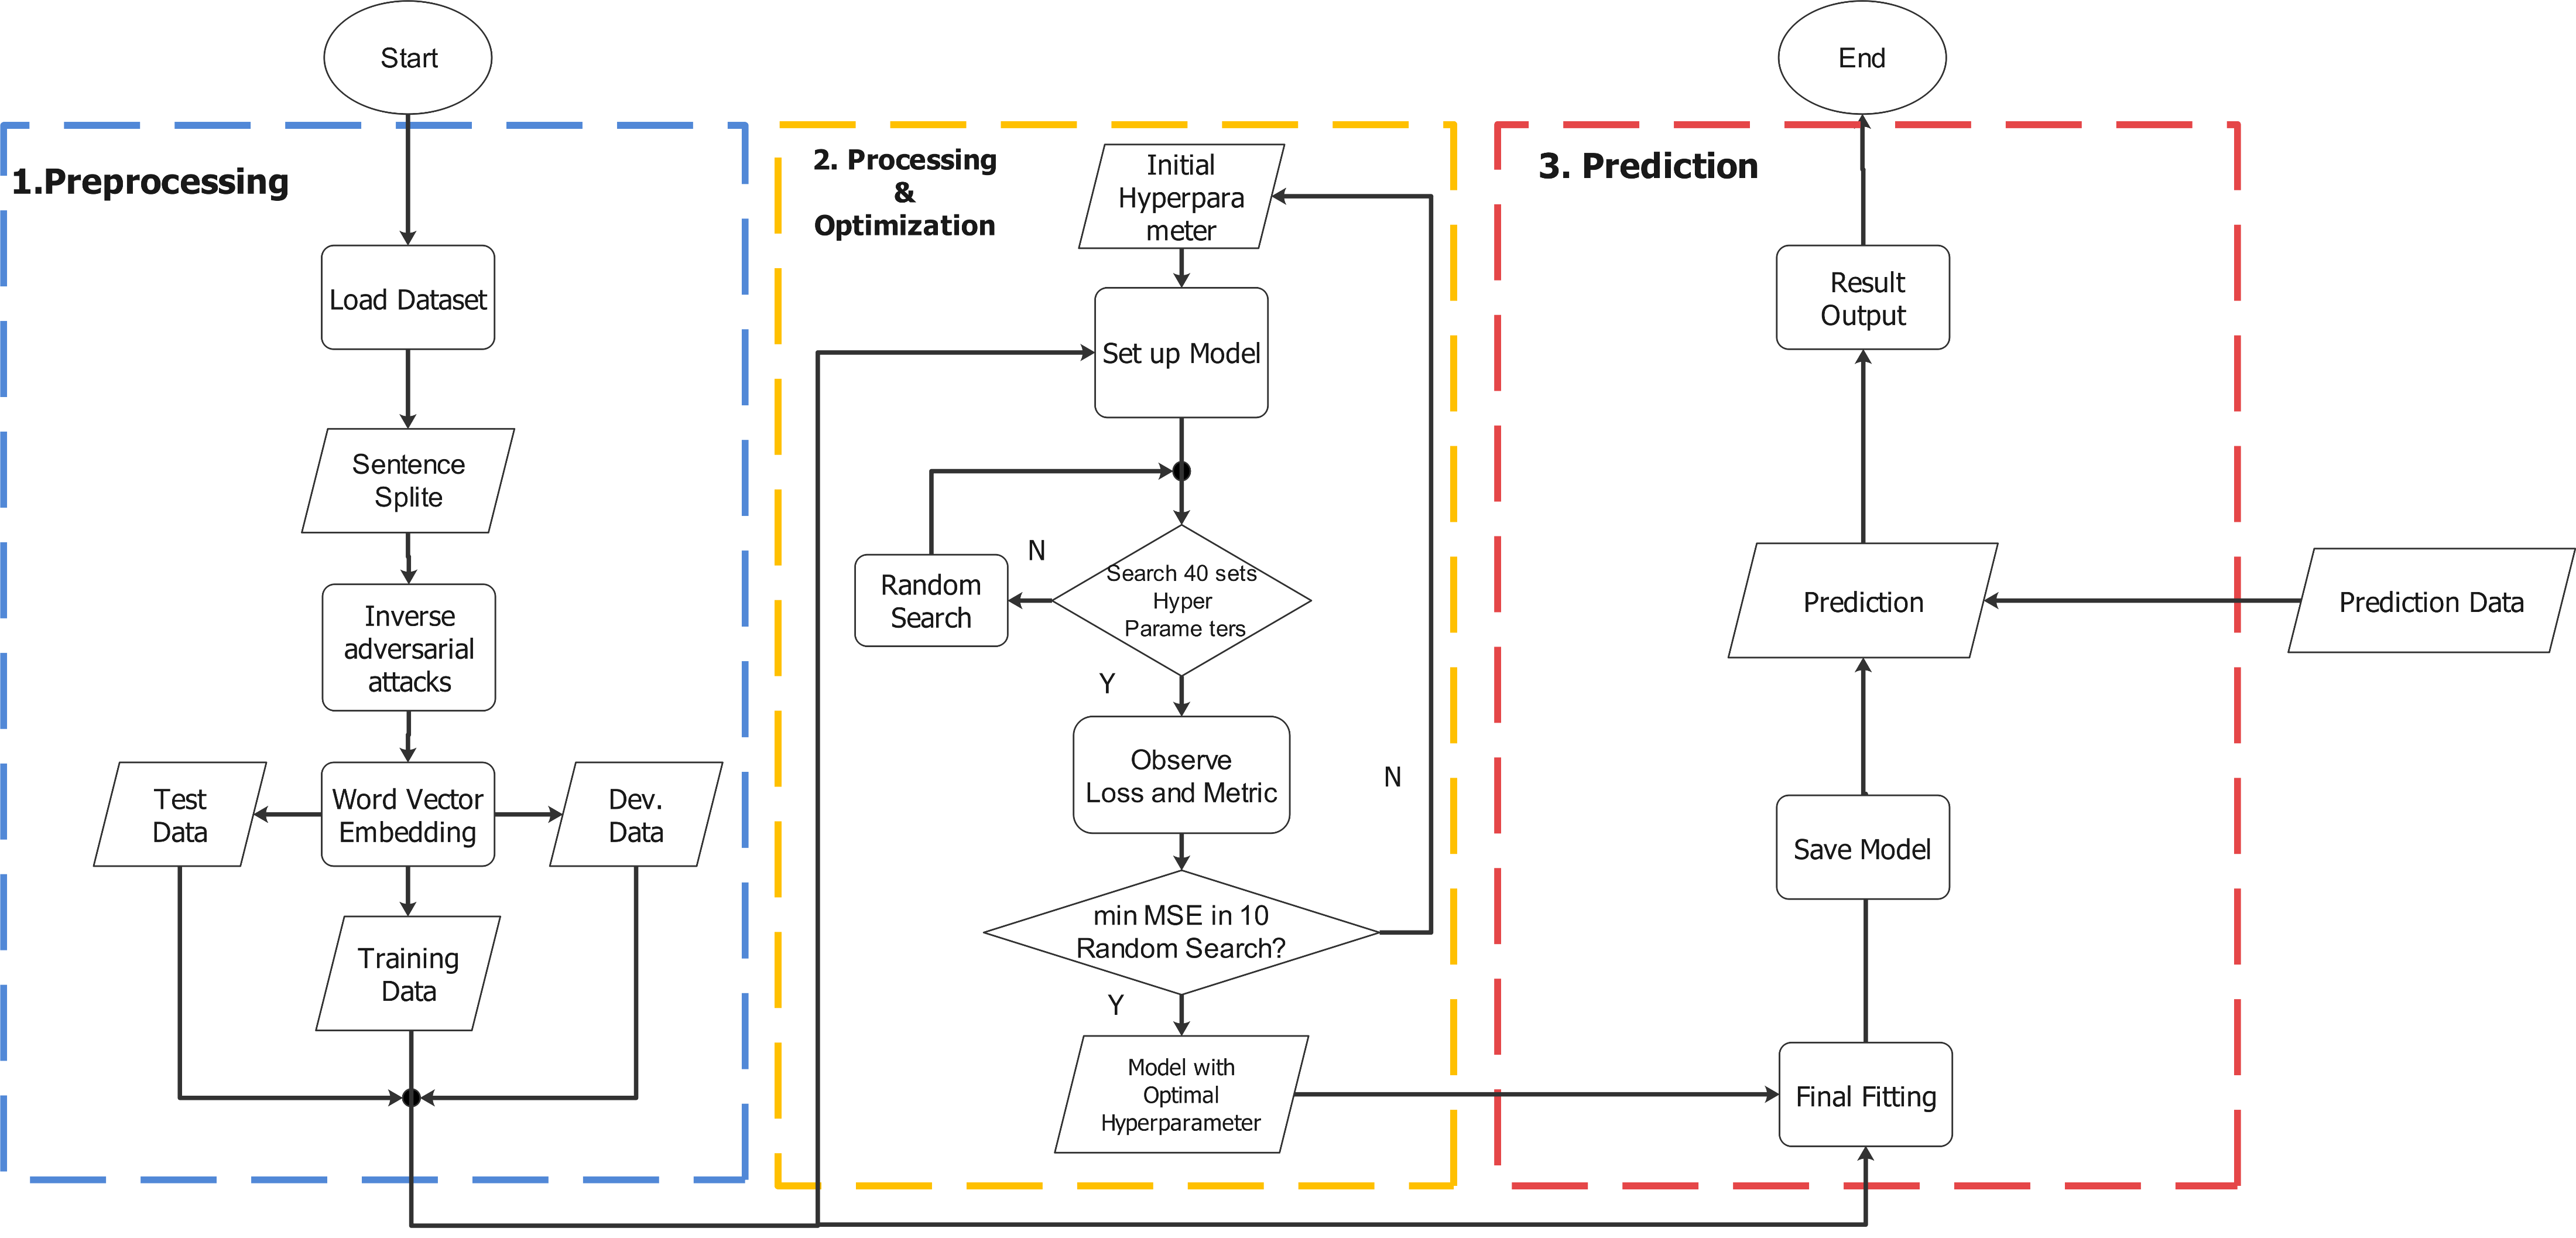 Start
1.Preprocessing
Load Dataset
Sentence
Splite
Inverse
adversarial
attacks
Test
Data
Word Vector
Embedding
Dev.
Data
Training
Data
2. Processing
&
Optimization
Initial
Hyperpara
meter
Set up Model
N
Random
Search
Search 40 sets
Hyper
Parame ters
Y
Observe
Loss and Metric
N
min MSE in 10
Random Search?
Y
Model with
Optimal
Hyperparameter
End
3. Prediction
Result
Output
Prediction
Prediction Data
Save Model
Final Fitting